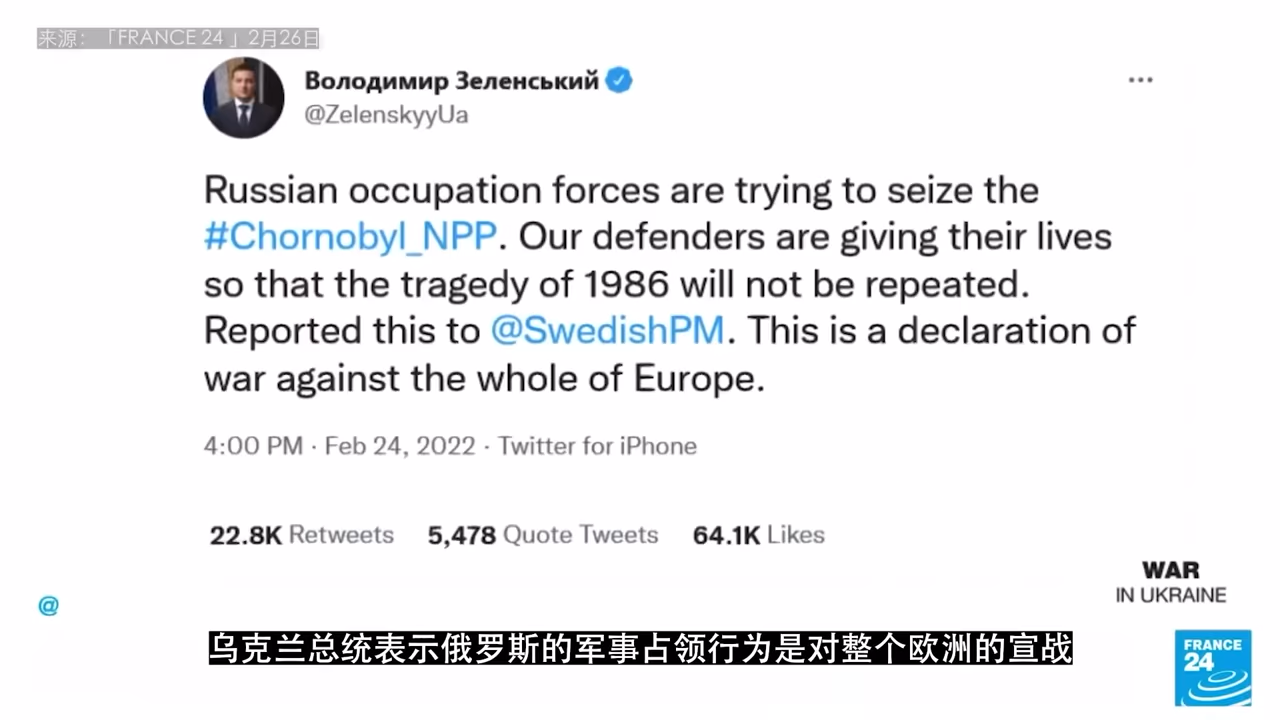 来源：「FRANCE 24 」2月26日
Володимир Зеленський
@ZelenskyyUa
Russian occupation forces are trying to seize the
#Chornobyl_NPP. Our defenders are giving their lives
so that the tragedy of 1986 will not be repeated.
Reported this to @SwedishPM. This is a declaration of
war against the whole of Europe.
4:00 PM · Feb 24, 2022 · Twitter for iPhone
22.8K Retweets 5,478 Quote Tweets 64.1K Likes
WAR
IN UKRAINE
@
乌克兰总统表示俄罗斯的军事占领行为是对整个欧洲的宣战
FRANCE
24